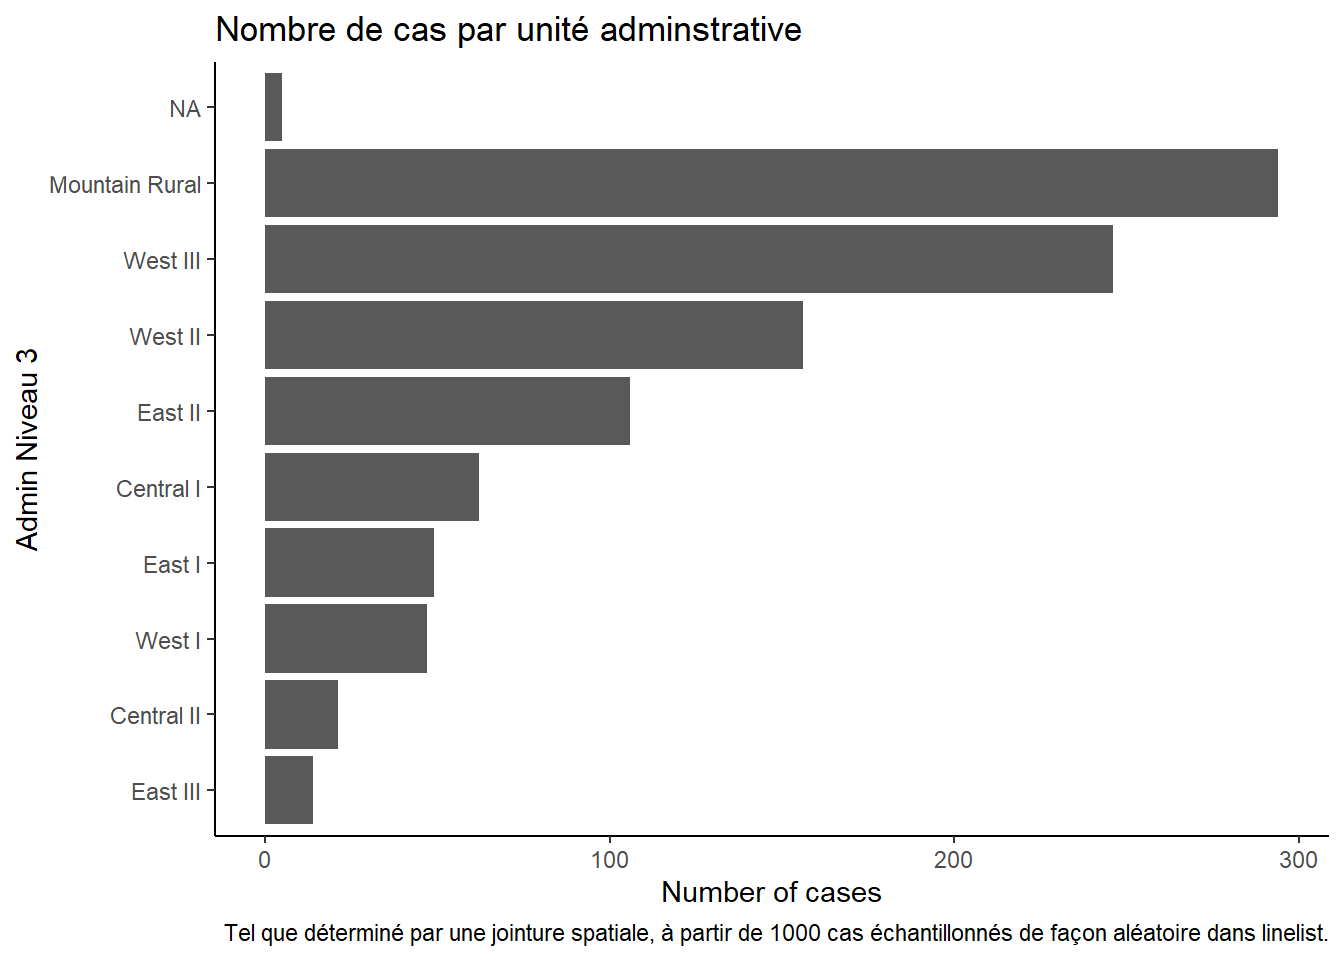 Nombre de cas par unité adminstrative
NA
Mountain Rural
West III
West II
East II
Central I
East I
West I
Central II
East III
Admin Niveau 3
0 100 200 300
Number of cases
Tel que déterminé par une jointure spatiale, à partir de 1000 cas échantillonnés de façon aléatoire dans linelist.